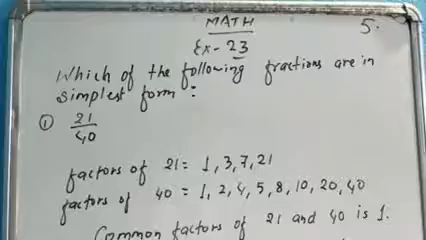 MATH 5.
Ex- 23
Which of the following fractions are in
simplest form :
① 21
40
factors of 21 = 1, 3, 7, 21
factors of 40 = 1, 2, 4, 5, 8, 10, 20, 40
Common factors of 21 and 40 is 1.